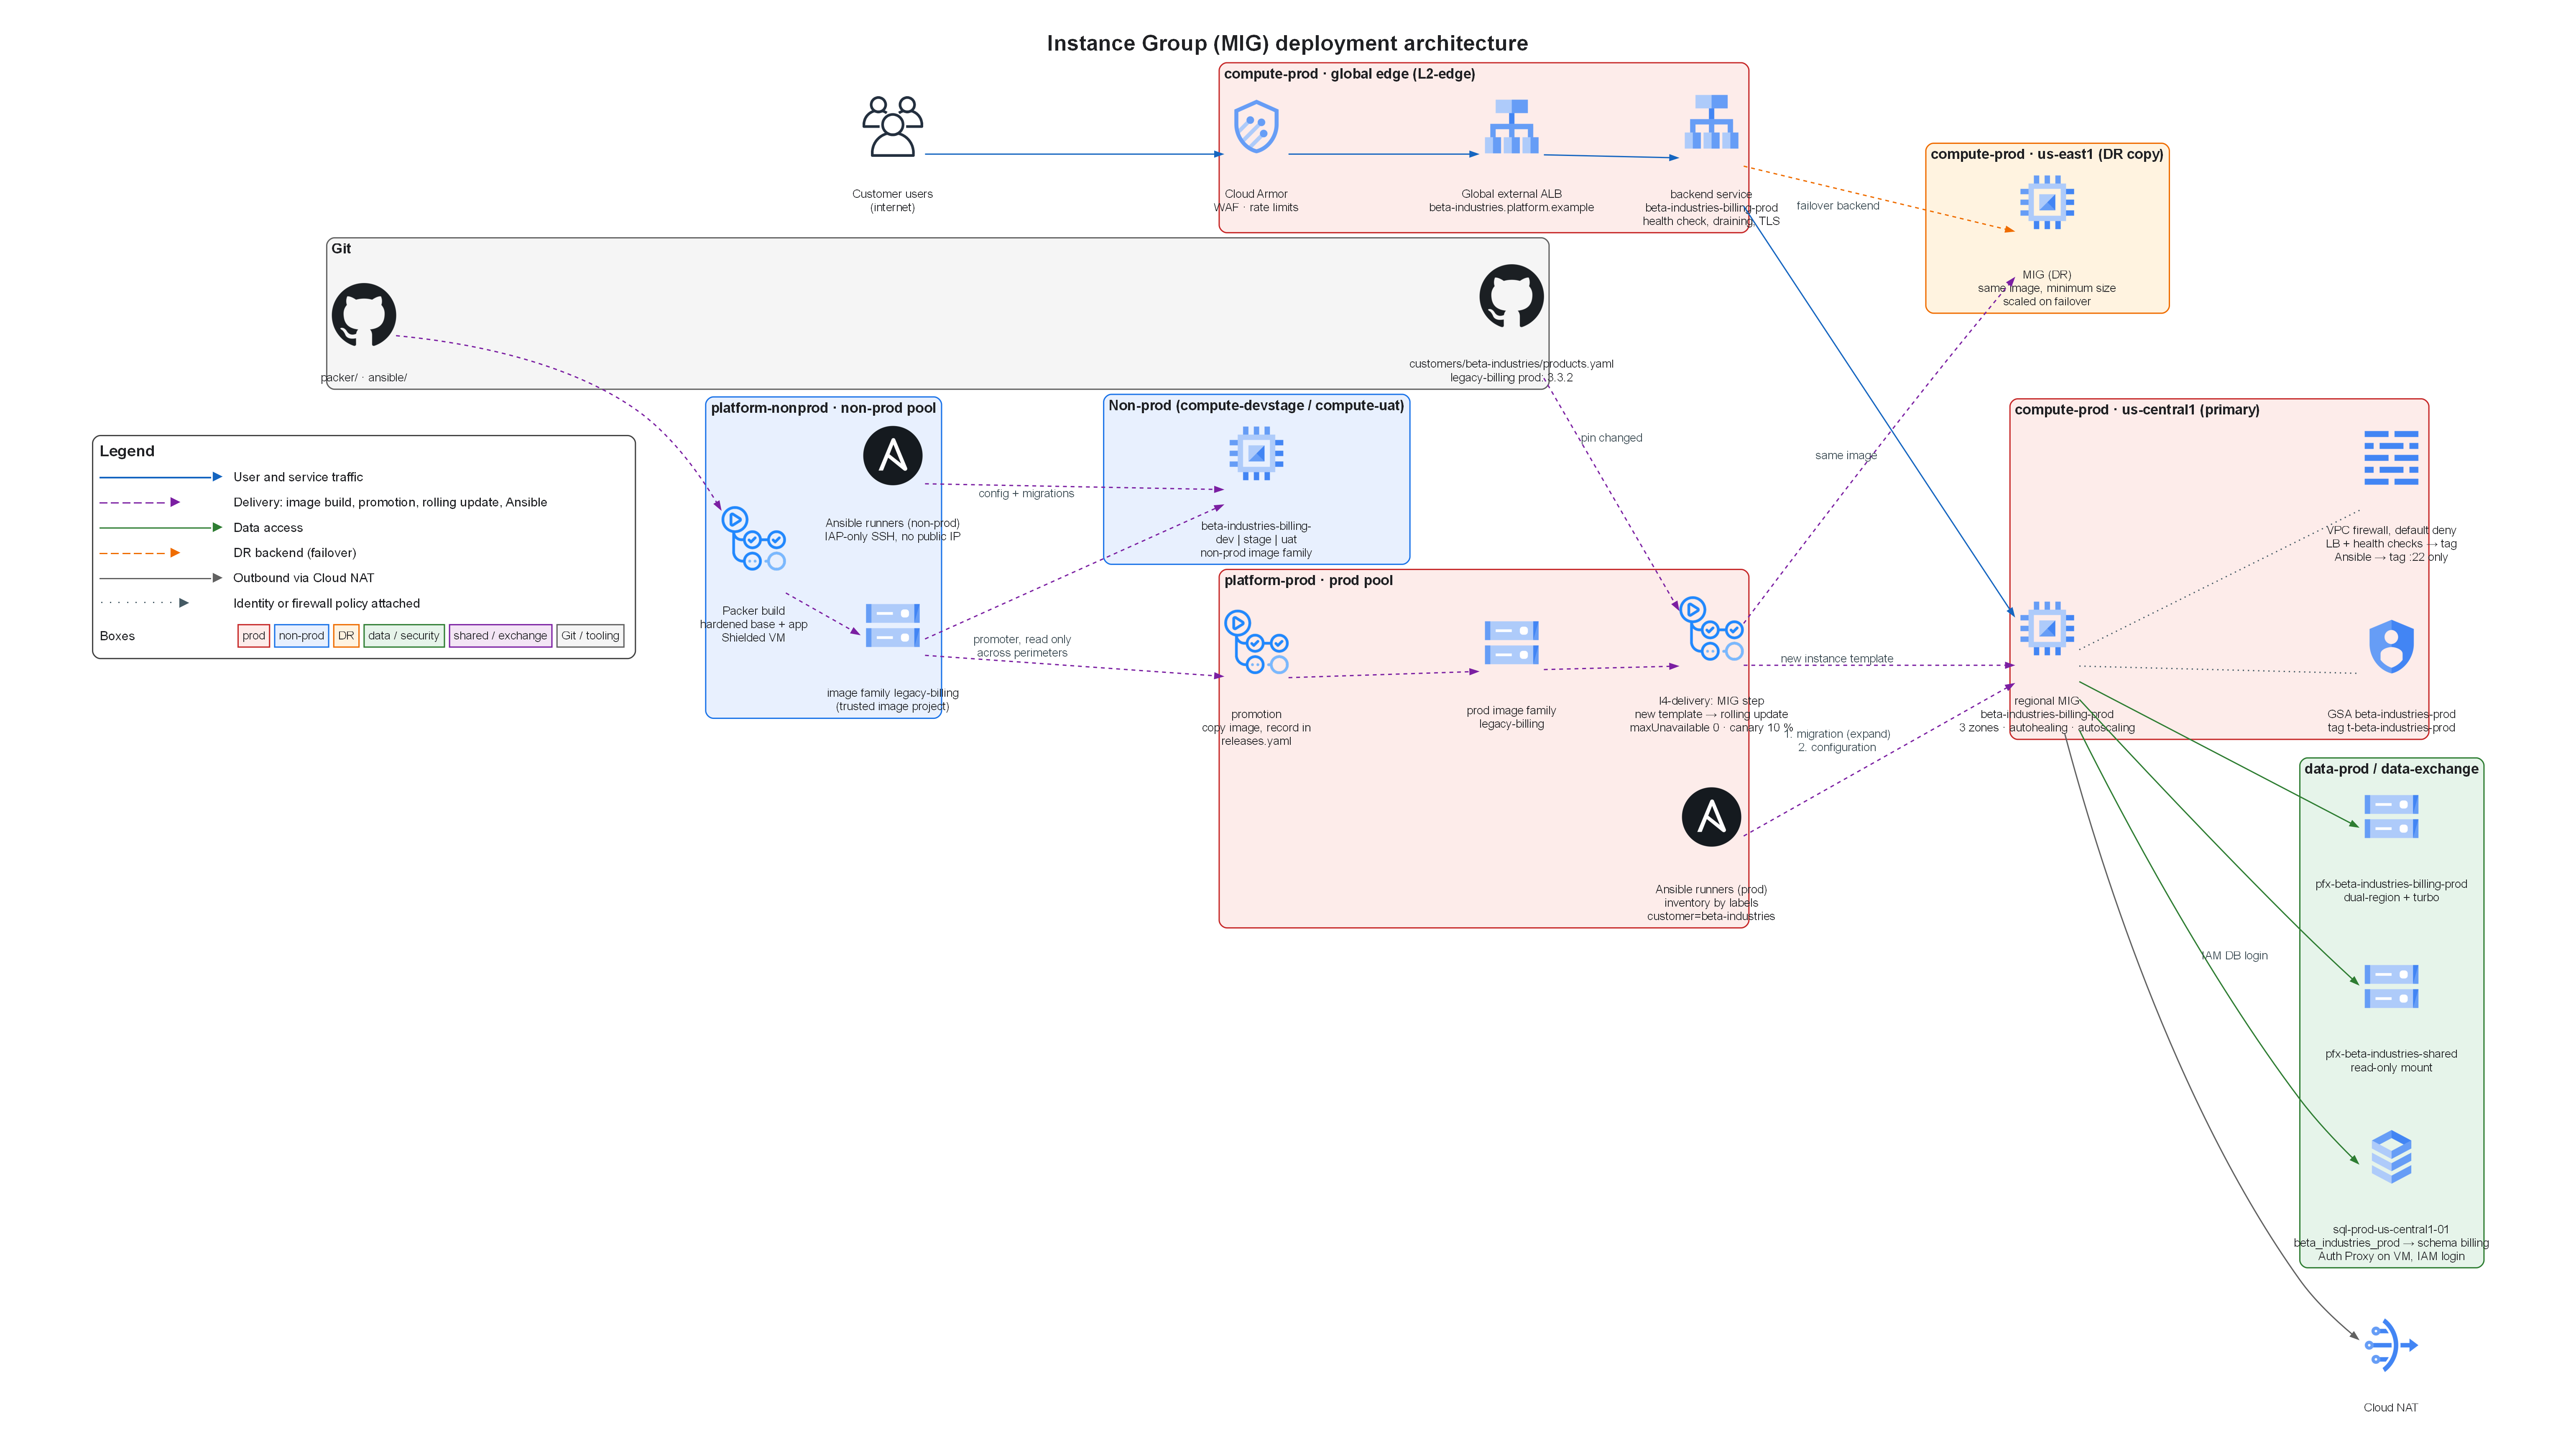 Instance Group (MIG) deployment architecture
compute-prod · global edge (L2-edge)
Customer users
(internet)
Cloud Armor
WAF · rate limits
Global external ALB
beta-industries.platform.example
backend service
beta-industries-billing-prod
health check, draining, TLS
failover backend
compute-prod · us-east1 (DR copy)
MIG (DR)
same image, minimum size
scaled on failover
Git
packer/ · ansible/
customers/beta-industries/products.yaml
legacy-billing prod: 3.3.2
pin changed
same image
Legend
User and service traffic
Delivery: image build, promotion, rolling update, Ansible
Data access
DR backend (failover)
Outbound via Cloud NAT
Identity or firewall policy attached
Boxes
prod
non-prod
DR
data / security
shared / exchange
Git / tooling
platform-nonprod · non-prod pool
Ansible runners (non-prod)
IAP-only SSH, no public IP
Packer build
hardened base + app
Shielded VM
image family legacy-billing
(trusted image project)
config + migrations
promoter, read only
across perimeters
Non-prod (compute-devstage / compute-uat)
beta-industries-billing-
dev | stage | uat
non-prod image family
platform-prod · prod pool
promotion
copy image, record in
releases.yaml
prod image family
legacy-billing
l4-delivery: MIG step
new template → rolling update
maxUnavailable 0 · canary 10 %
Ansible runners (prod)
inventory by labels
customer=beta-industries
new instance template
1. migration (expand)
2. configuration
compute-prod · us-central1 (primary)
VPC firewall, default deny
LB + health checks → tag
Ansible → tag :22 only
regional MIG
beta-industries-billing-prod
3 zones · autohealing · autoscaling
GSA beta-industries-prod
tag t-beta-industries-prod
data-prod / data-exchange
pfx-beta-industries-billing-prod
dual-region + turbo
IAM DB login
pfx-beta-industries-shared
read-only mount
sql-prod-us-central1-01
beta_industries_prod → schema billing
Auth Proxy on VM, IAM login
Cloud NAT